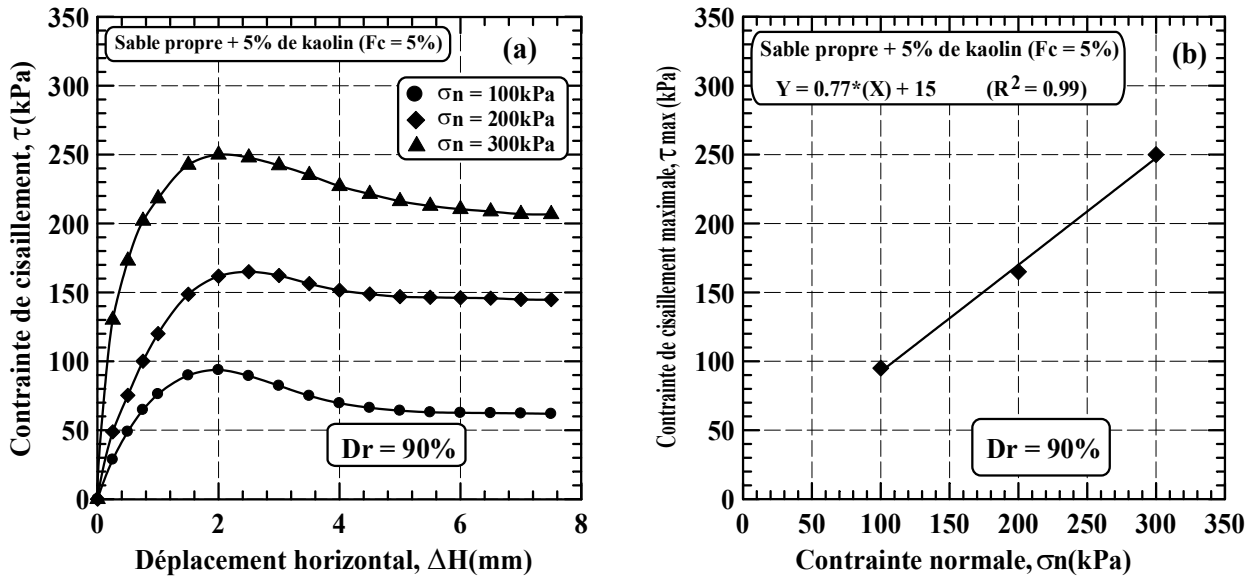 350
300
250
200
150
100
50
0
0 2 4 6 8
Contrainte de cisaillement, τ(kPa)
Déplacement horizontal, ΔH(mm)
Sable propre + 5% de kaolin (Fc = 5%)
(a)
σn = 100kPa
σn = 200kPa
σn = 300kPa
Dr = 90%
350
300
250
200
150
100
50
0
0 50 100 150 200 250 300 350
Contrainte de cisaillement maximale, τ max (kPa)
Contrainte normale, σn(kPa)
Sable propre + 5% de kaolin (Fc = 5%)
Y = 0.77*(X) + 15 (R² = 0.99)
(b)
Dr = 90%